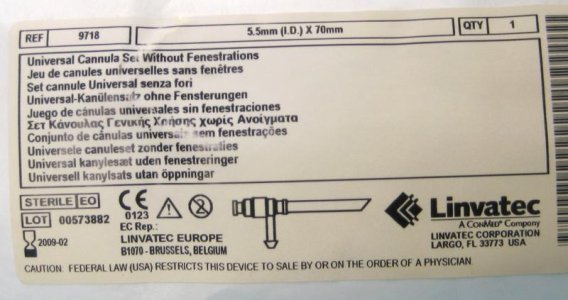 REF 9718 5.5mm (I.D.) X 70mm QTY 1
Universal Cannula Set Without Fenestrations
Jeu de canules universelles sans fenêtres
Set cannule Universal senza fori
Universal-Kanülensatz ohne Fensterungen
Juego de cánulas universales sin fenestraciones
Σετ Κάνουλας Γενικής Χρήσης χωρίς Ανοίγματα
Conjunto de cânulas universais sem fenestrações
Universele canuleset zonder fenestraties
Universal kanylesæt uden fenestreringer
Universell kanylsats utan öppningar
STERILE EO
LOT 00573882
2009-02
CE
0123
EC Rep.:
LINVATEC EUROPE
B1070 - BRUSSELS, BELGIUM
Linvatec
A CONMED Company
LINVATEC CORPORATION
LARGO, FL 33773 USA
CAUTION: FEDERAL LAW (USA) RESTRICTS THIS DEVICE TO SALE BY OR ON THE ORDER OF A PHYSICIAN.